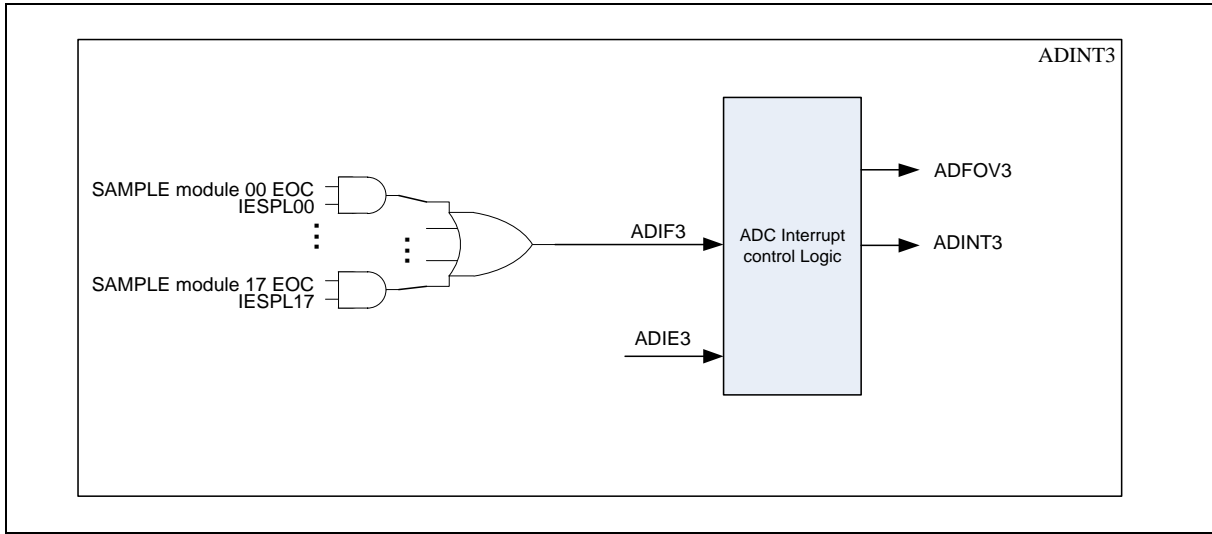 ADINT3
SAMPLE module 00 EOC
IESPL00
SAMPLE module 17 EOC
IESPL17
ADIF3
ADIE3
ADC Interrupt
control Logic
ADFOV3
ADINT3